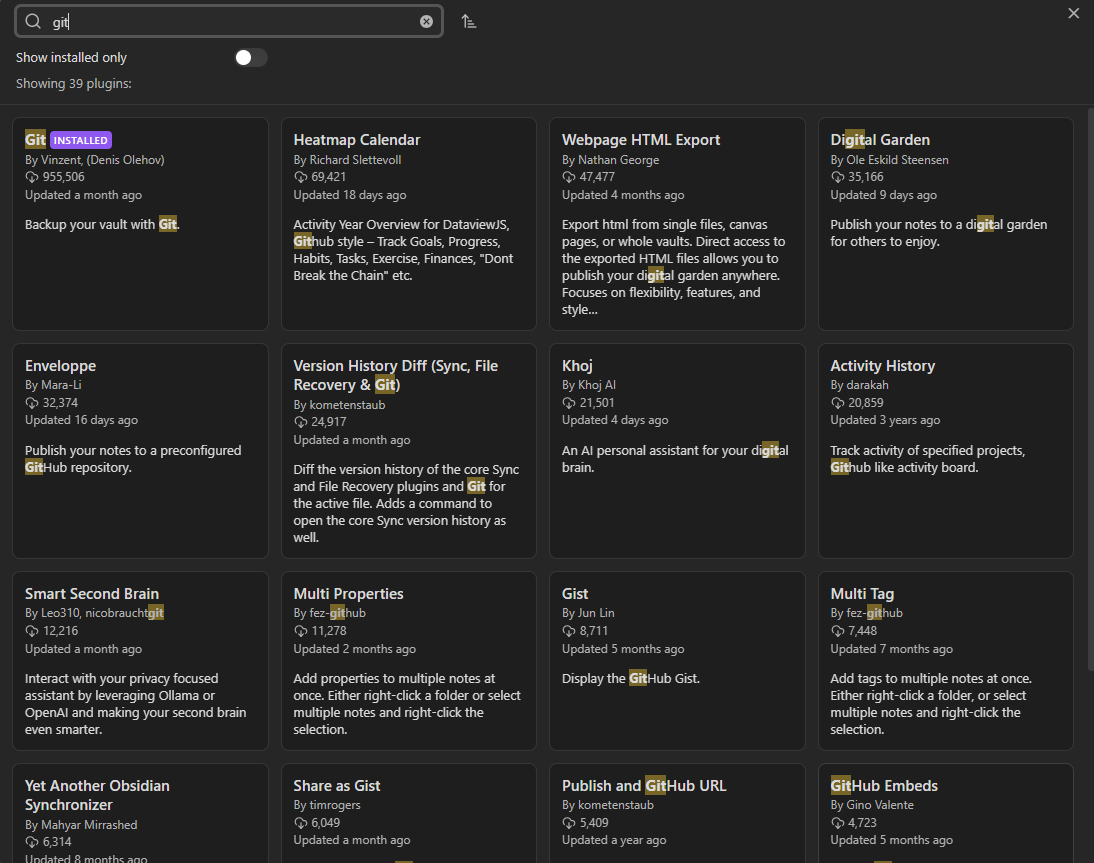 git
Show installed only
Showing 39 plugins:
Git INSTALLED
By Vinzent, (Denis Olehov)
955,506
Updated a month ago
Backup your vault with Git.
Heatmap Calendar
By Richard Slettevoll
69,421
Updated 18 days ago
Activity Year Overview for DataviewJS,
Github style – Track Goals, Progress,
Habits, Tasks, Exercise, Finances, "Dont
Break the Chain" etc.
Webpage HTML Export
By Nathan George
47,477
Updated 4 months ago
Export html from single files, canvas
pages, or whole vaults. Direct access to
the exported HTML files allows you to
publish your digital garden anywhere.
Focuses on flexibility, features, and
style...
Digital Garden
By Ole Eskild Steensen
35,166
Updated 9 days ago
Publish your notes to a digital garden
for others to enjoy.
Enveloppe
By Mara-Li
32,374
Updated 16 days ago
Publish your notes to a preconfigured
GitHub repository.
Version History Diff (Sync, File
Recovery & Git)
By kometenstaub
24,917
Updated a month ago
Diff the version history of the core Sync
and File Recovery plugins and Git for
the active file. Adds a command to
open the core Sync version history as
well.
Khoj
By Khoj AI
21,501
Updated 4 days ago
An AI personal assistant for your digital
brain.
Activity History
By darakah
20,859
Updated 3 years ago
Track activity of specified projects,
Github like activity board.
Smart Second Brain
By Leo310, nicobrauchtgit
12,216
Updated a month ago
Interact with your privacy focused
assistant by leveraging Ollama or
OpenAI and making your second brain
even smarter.
Multi Properties
By fez-github
11,278
Updated 2 months ago
Add properties to multiple notes at
once. Either right-click a folder or select
multiple notes and right-click the
selection.
Gist
By Jun Lin
8,711
Updated 5 months ago
Display the GitHub Gist.
Multi Tag
By fez-github
7,448
Updated 7 months ago
Add tags to multiple notes at once.
Either right-click a folder, or select
multiple notes and right-click the
selection.
Yet Another Obsidian
Synchronizer
By Mahyar Mirrashed
6,314
Updated 8 months ago
Share as Gist
By timrogers
6,049
Updated a month ago
Publish and GitHub URL
By kometenstaub
5,409
Updated a year ago
GitHub Embeds
By Gino Valente
4,723
Updated 5 months ago